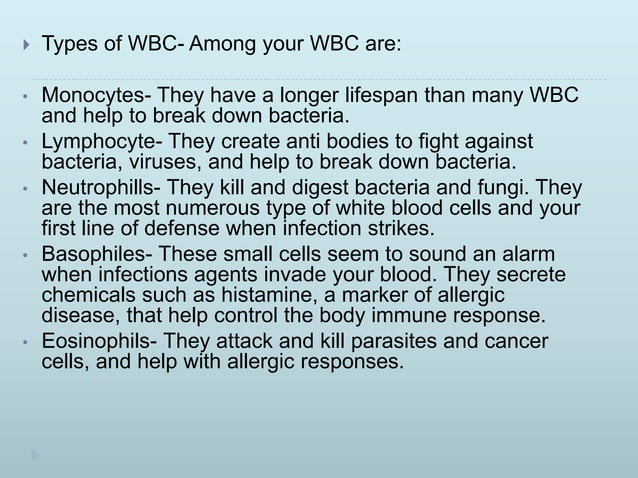 Types of WBC- Among your WBC are:
Monocytes- They have a longer lifespan than many WBC
and help to break down bacteria.
Lymphocyte- They create anti bodies to fight against
bacteria, viruses, and help to break down bacteria.
Neutrophills- They kill and digest bacteria and fungi. They
are the most numerous type of white blood cells and your
first line of defense when infection strikes.
Basophiles- These small cells seem to sound an alarm
when infections agents invade your blood. They secrete
chemicals such as histamine, a marker of allergic
disease, that help control the body immune response.
Eosinophils- They attack and kill parasites and cancer
cells, and help with allergic responses.